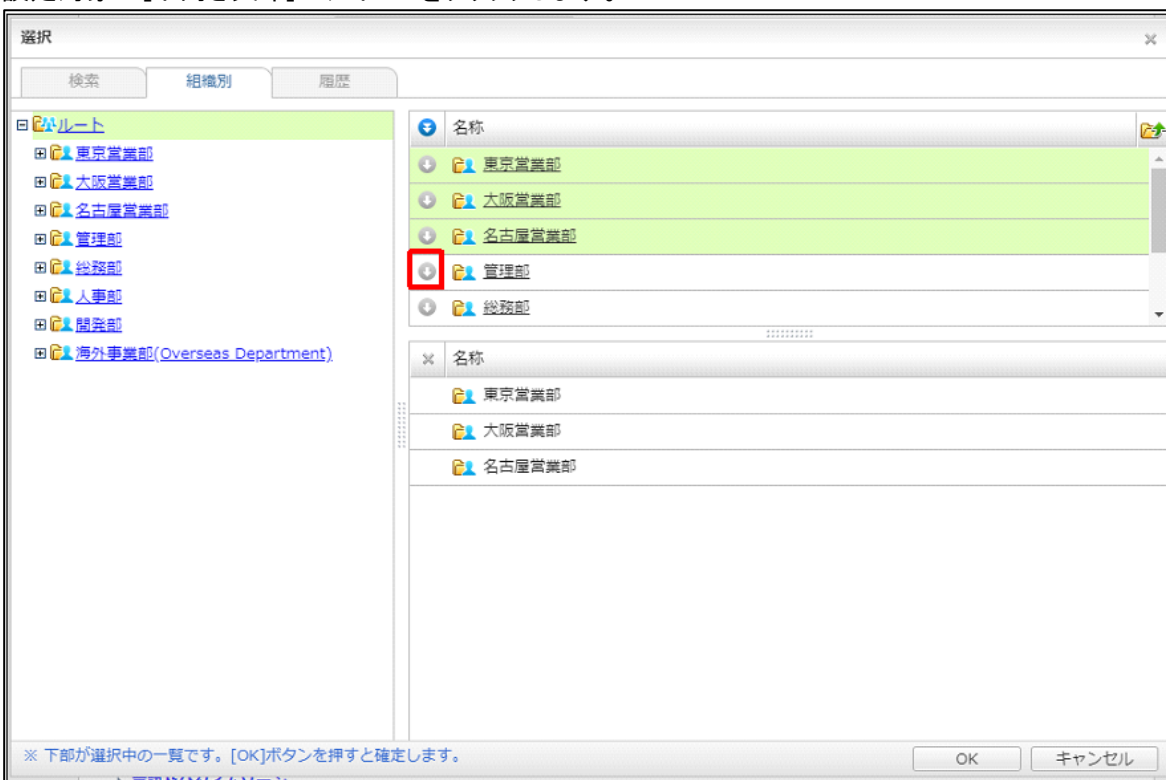 選択
検索 組織別 履歴
ルート
東京営業部
大阪営業部
名古屋営業部
管理部
総務部
人事部
開発部
海外事業部(Overseas Department)
名称
東京営業部
大阪営業部
名古屋営業部
管理部
総務部
名称
東京営業部
大阪営業部
名古屋営業部
※ 下部が選択中の一覧です。[OK]ボタンを押すと確定します。
OK キャンセル